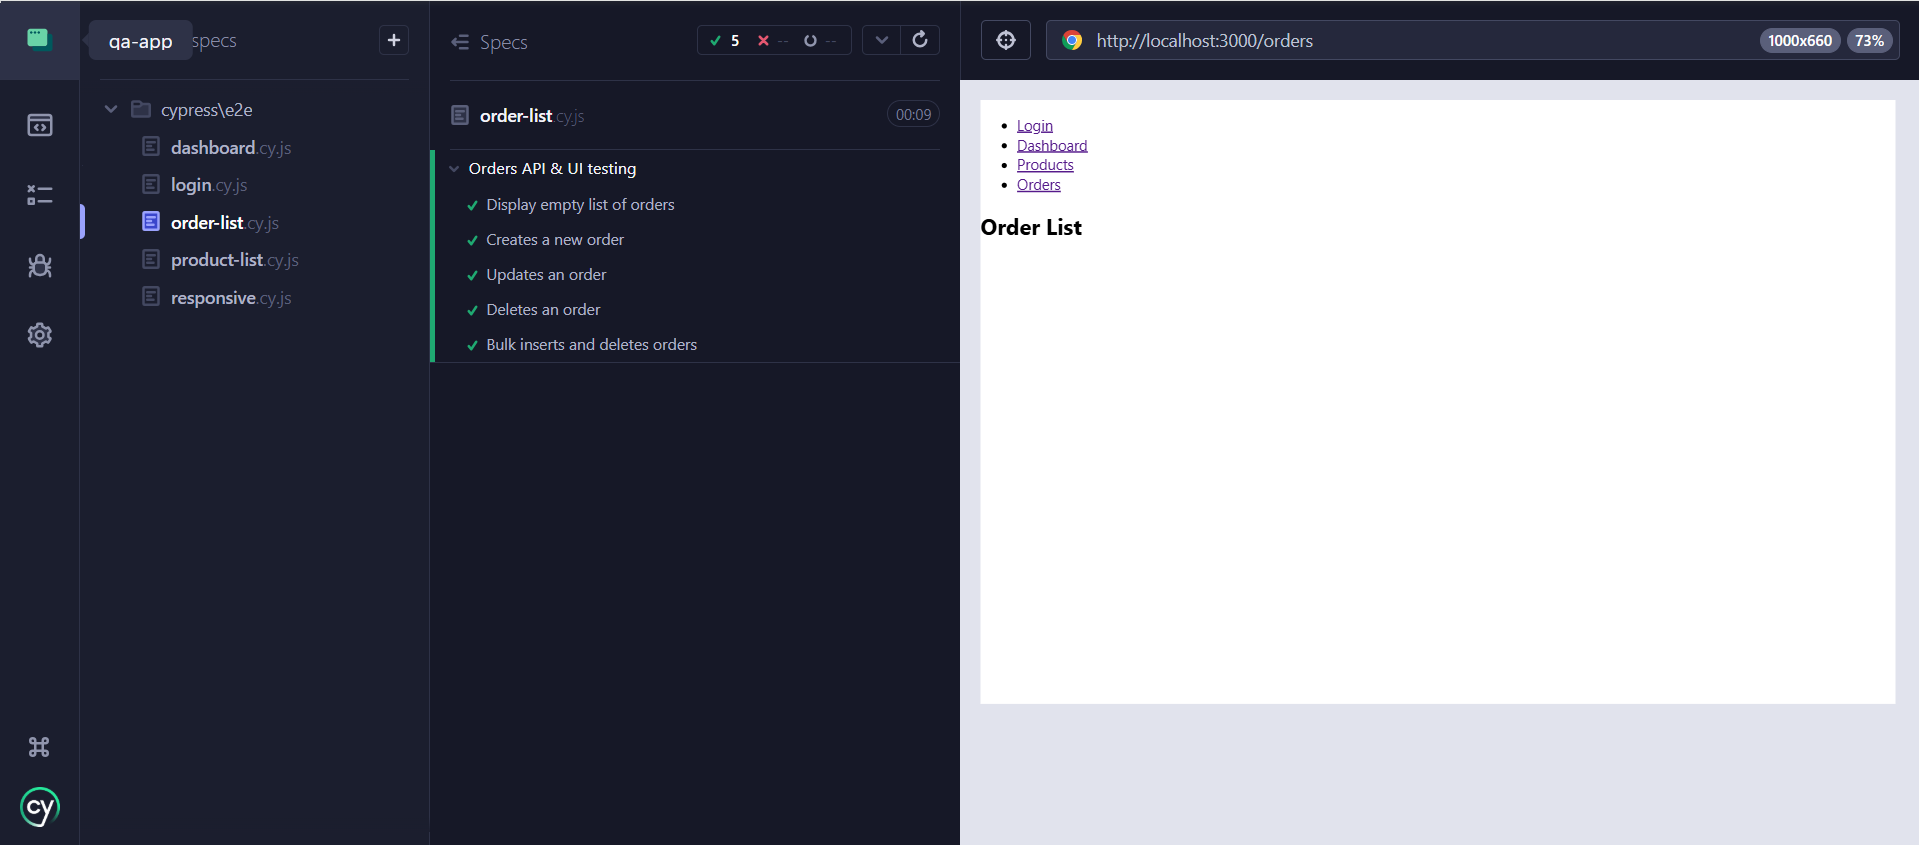 qa-app
specs
+
cypress\e2e
dashboard.cy.js
login.cy.js
order-list.cy.js
product-list.cy.js
responsive.cy.js
cy
Specs
5 -- --
order-list.cy.js
00:09
Orders API & UI testing
Display empty list of orders
Creates a new order
Updates an order
Deletes an order
Bulk inserts and deletes orders
http://localhost:3000/orders
1000x660 73%
Login
Dashboard
Products
Orders
Order List